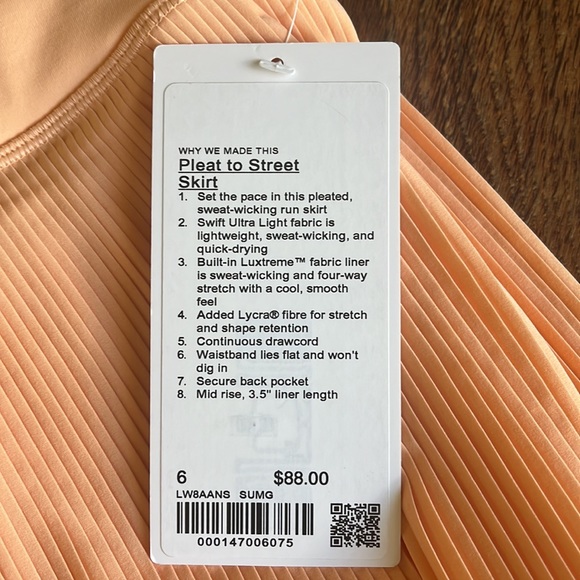 WHY WE MADE THIS
Pleat to Street
Skirt
1. Set the pace in this pleated,
sweat-wicking run skirt
2. Swift Ultra Light fabric is
lightweight, sweat-wicking, and
quick-drying
3. Built-in Luxtreme™ fabric liner
is sweat-wicking and four-way
stretch with a cool, smooth
feel
4. Added Lycra® fibre for stretch
and shape retention
5. Continuous drawcord
6. Waistband lies flat and won't
dig in
7. Secure back pocket
8. Mid rise, 3.5" liner length
6 $88.00
LW8AANS SUMG
000147006075